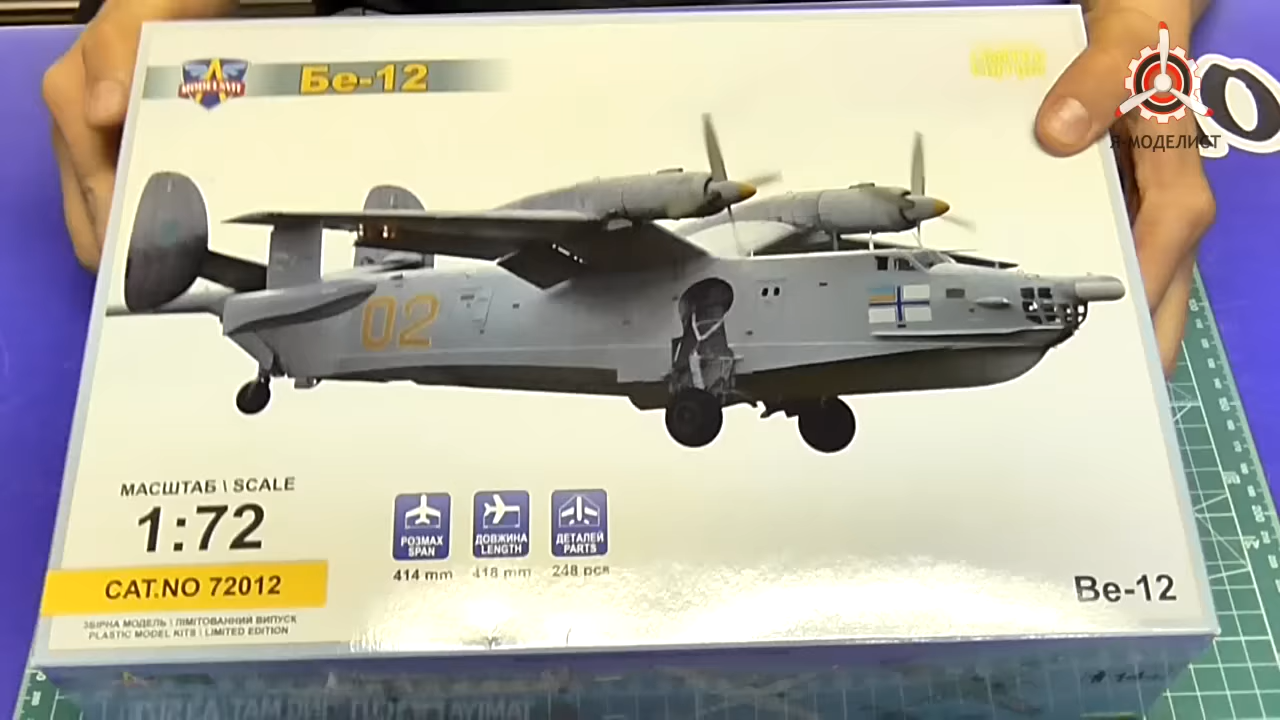 MODELSVIT
Бе-12
Я-МОДЕЛИСТ
02
МАСШТАБ \ SCALE
1:72
CAT.NO 72012
ЗБІРНА МОДЕЛЬ \ ЛІМІТОВАННИЙ ВИПУСК
PLASTIC MODEL KITS \ LIMITED EDITION
РОЗМАХ
SPAN
414 mm
ДОВЖИНА
LENGTH
418 mm
ДЕТАЛЕЙ
PARTS
248 pcs
Be-12